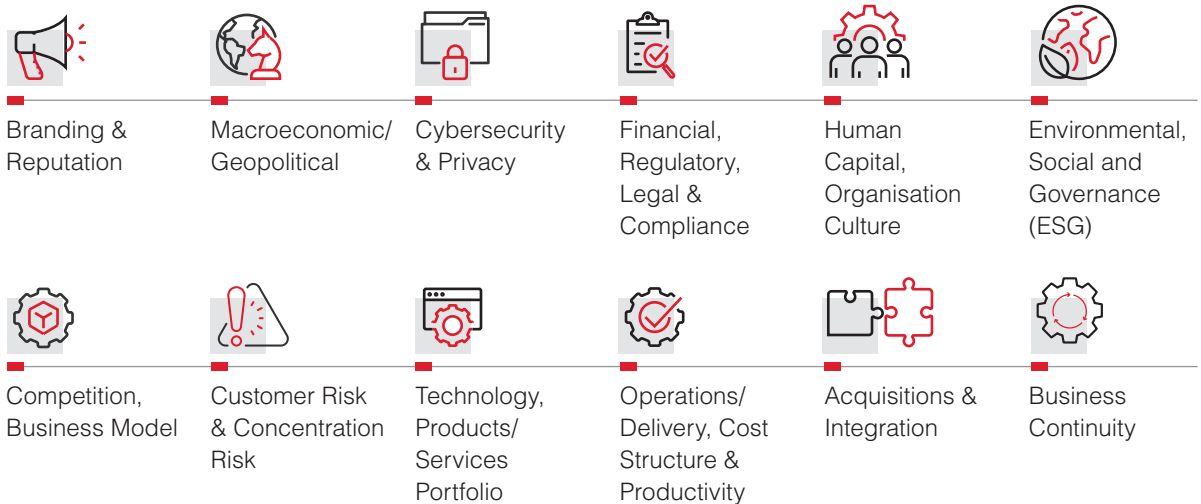 Branding &
Reputation
Macroeconomic/
Geopolitical
Cybersecurity
& Privacy
Financial,
Regulatory,
Legal &
Compliance
Human
Capital,
Organisation
Culture
Environmental,
Social and
Governance
(ESG)
Competition,
Business Model
Customer Risk
& Concentration
Risk
Technology,
Products/
Services
Portfolio
Operations/
Delivery, Cost
Structure &
Productivity
Acquisitions &
Integration
Business
Continuity